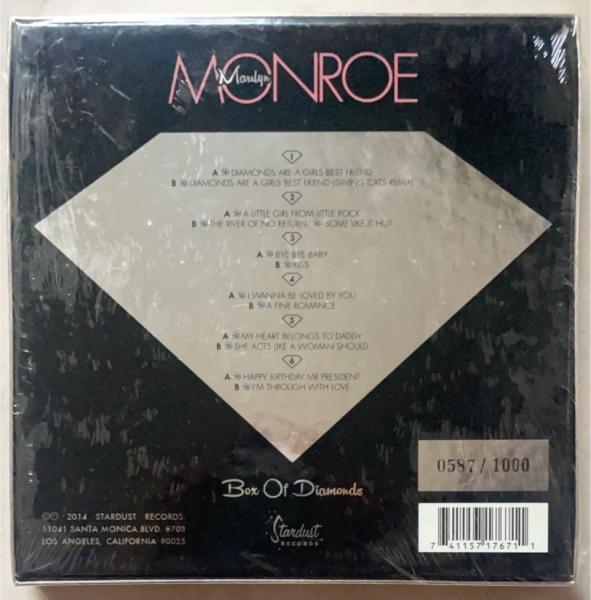 Marilyn
MONROE
1
A ✳ DIAMONDS ARE A GIRLS BEST FRIEND
B ✳ DIAMONDS ARE A GIRLS BEST FRIEND (SWING CATS REMIX)
2
A ✳ A LITTLE GIRL FROM LITTLE ROCK
B ✳ THE RIVER OF NO RETURN ✳ SOME LIKE IT HOT
3
A ✳ BYE BYE BABY
B ✳ KISS
4
A ✳ I WANNA BE LOVED BY YOU
B ✳ A FINE ROMANCE
5
A ✳ MY HEART BELONGS TO DADDY
B ✳ SHE ACTS LIKE A WOMAN SHOULD
6
A ✳ HAPPY BIRTHDAY MR PRESIDENT
B ✳ I'M THROUGH WITH LOVE
0587 / 1000
Box Of Diamonds
©℗ 2014 STARDUST RECORDS
11041 SANTA MONICA BLVD #703
LOS ANGELES, CALIFORNIA 90025
Stardust
RECORDS
7 41157 17671 1